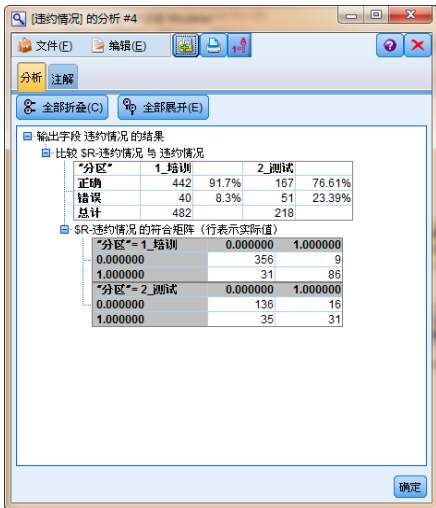 [违约情况] 的分析 #4
文件(F) 编辑(E)
分析 注解
全部折叠(C) 全部展开(E)
输出字段 违约情况 的结果
比较 $R-违约情况 与 违约情况
"分区" 1_培训 2_测试
正确 442 91.7% 167 76.61%
错误 40 8.3% 51 23.39%
总计 482 218
$R-违约情况 的符合矩阵（行表示实际值）
"分区"= 1_培训 0.000000 1.000000
0.000000 356 9
1.000000 31 86
"分区"= 2_测试 0.000000 1.000000
0.000000 136 16
1.000000 35 31
确定